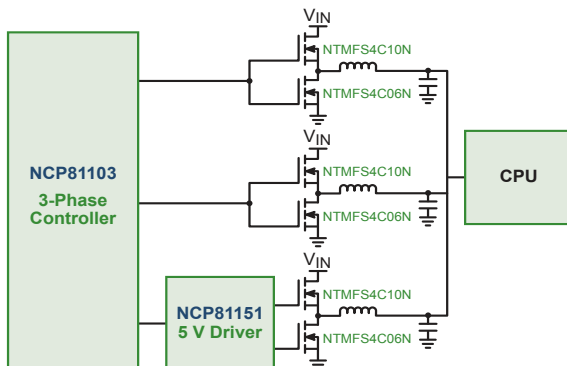 VIN
NTMFS4C10N
NTMFS4C06N
NCP81103
3-Phase
Controller
VIN
NTMFS4C10N
NTMFS4C06N
CPU
VIN
NTMFS4C10N
NTMFS4C06N
NCP81151
5 V Driver